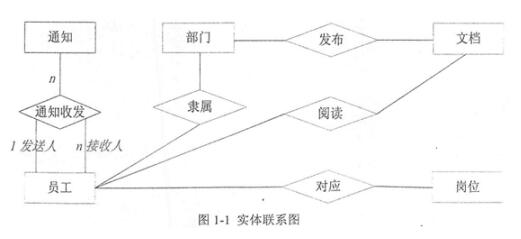 通知
部门
发布
文档
n
通知收发
隶属
阅读
1 发送人
n 接收人
员工
对应
岗位
图 1-1 实体联系图